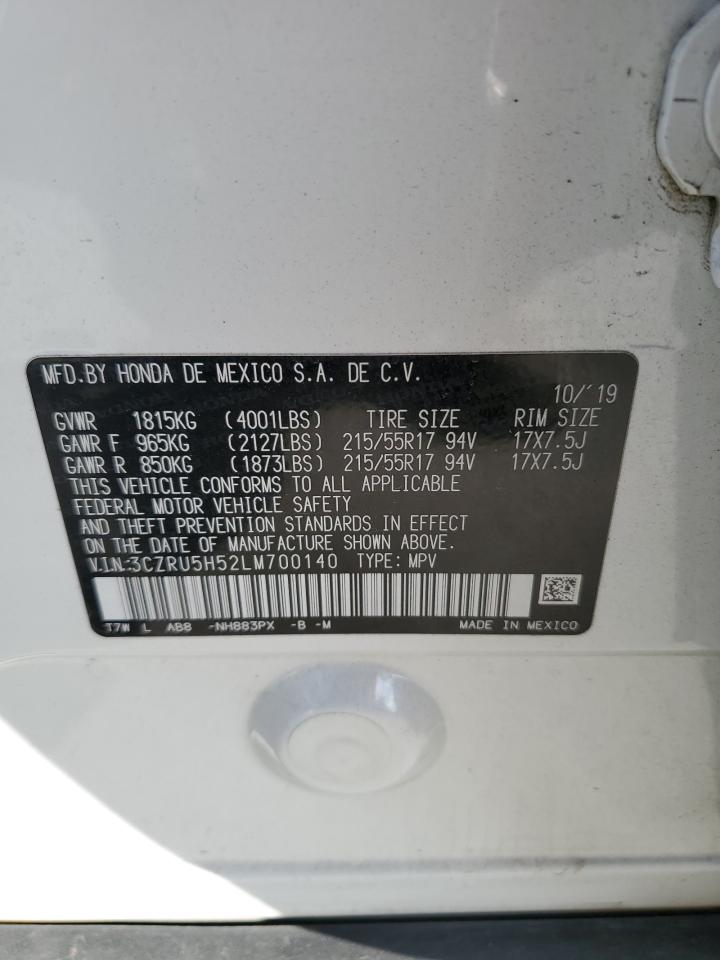 MFD.BY HONDA DE MEXICO S.A. DE C.V.
10/'19
GVWR 1815KG (4001LBS) TIRE SIZE RIM SIZE
GAWR F 965KG (2127LBS) 215/55R17 94V 17X7.5J
GAWR R 850KG (1873LBS) 215/55R17 94V 17X7.5J
THIS VEHICLE CONFORMS TO ALL APPLICABLE
FEDERAL MOTOR VEHICLE SAFETY
AND THEFT PREVENTION STANDARDS IN EFFECT
ON THE DATE OF MANUFACTURE SHOWN ABOVE.
V.I.N:3CZRU5H52LM700140 TYPE: MPV
T7W L ABB -NH883PX -B -M MADE IN MEXICO